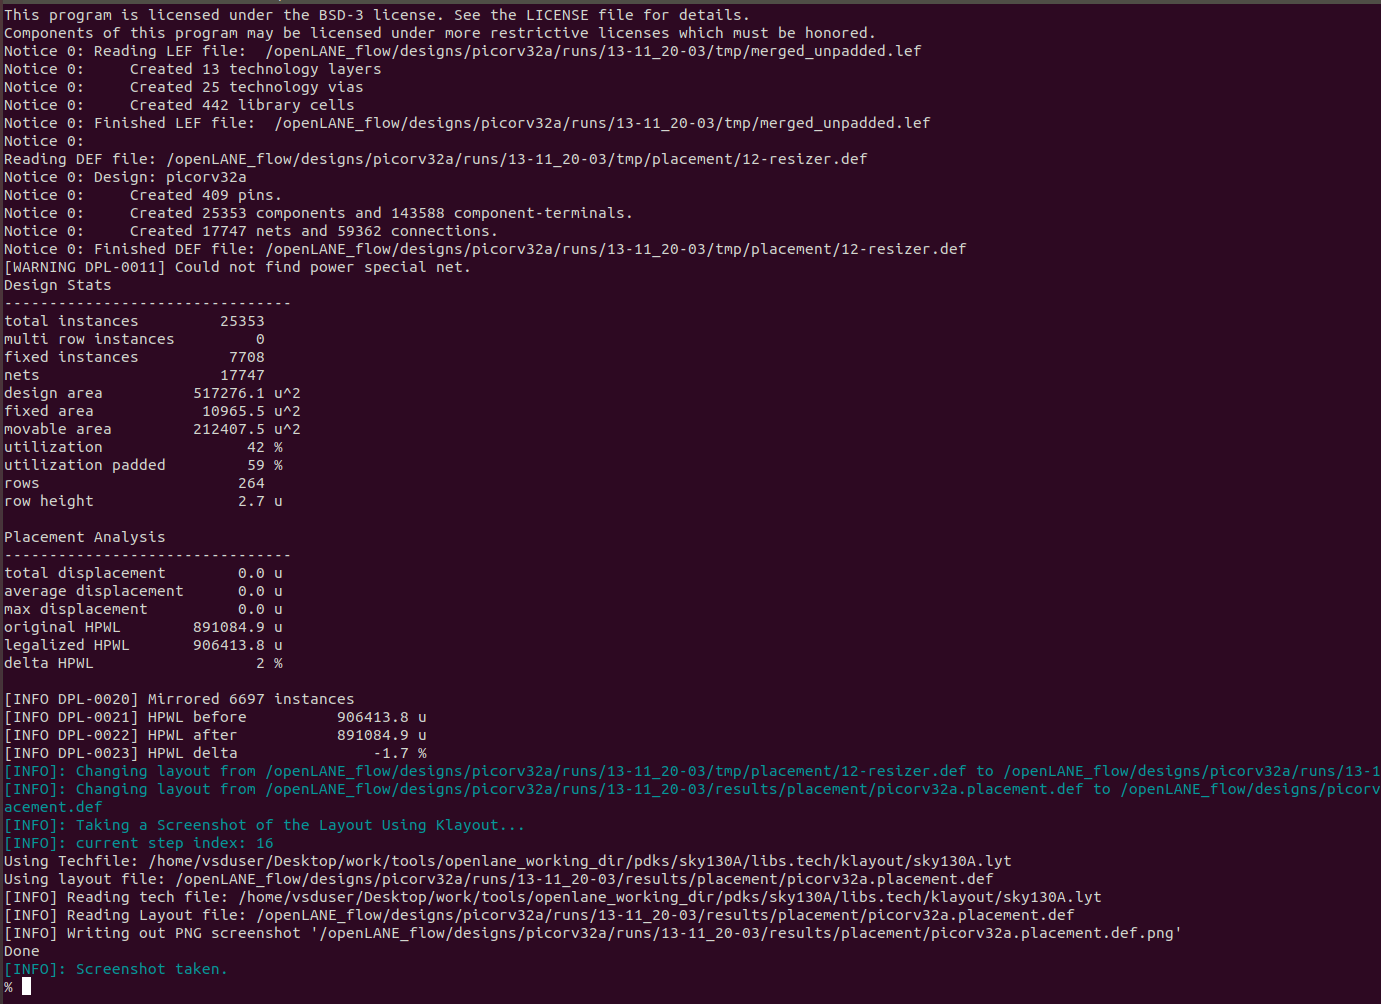 This program is licensed under the BSD-3 license. See the LICENSE file for details.
Components of this program may be licensed under more restrictive licenses which must be honored.
Notice 0: Reading LEF file:  /openLANE_flow/designs/picorv32a/runs/13-11_20-03/tmp/merged_unpadded.lef
Notice 0:     Created 13 technology layers
Notice 0:     Created 25 technology vias
Notice 0:     Created 442 library cells
Notice 0: Finished LEF file:  /openLANE_flow/designs/picorv32a/runs/13-11_20-03/tmp/merged_unpadded.lef
Notice 0:
Reading DEF file: /openLANE_flow/designs/picorv32a/runs/13-11_20-03/tmp/placement/12-resizer.def
Notice 0: Design: picorv32a
Notice 0:     Created 409 pins.
Notice 0:     Created 25353 components and 143588 component-terminals.
Notice 0:     Created 17747 nets and 59362 connections.
Notice 0: Finished DEF file: /openLANE_flow/designs/picorv32a/runs/13-11_20-03/tmp/placement/12-resizer.def
[WARNING DPL-0011] Could not find power special net.
Design Stats
--------------------------------
total instances         25353
multi row instances         0
fixed instances          7708
nets                    17747
design area          517276.1 u^2
fixed area            10965.5 u^2
movable area         212407.5 u^2
utilization                42 %
utilization padded         59 %
rows                      264
row height                2.7 u

Placement Analysis
--------------------------------
total displacement        0.0 u
average displacement      0.0 u
max displacement          0.0 u
original HPWL        891084.9 u
legalized HPWL       906413.8 u
delta HPWL                  2 %

[INFO DPL-0020] Mirrored 6697 instances
[INFO DPL-0021] HPWL before          906413.8 u
[INFO DPL-0022] HPWL after           891084.9 u
[INFO DPL-0023] HPWL delta               -1.7 %
[INFO]: Changing layout from /openLANE_flow/designs/picorv32a/runs/13-11_20-03/tmp/placement/12-resizer.def to /openLANE_flow/designs/picorv32a/runs/13-1
[INFO]: Changing layout from /openLANE_flow/designs/picorv32a/runs/13-11_20-03/results/placement/picorv32a.placement.def to /openLANE_flow/designs/picorv
acement.def
[INFO]: Taking a Screenshot of the Layout Using Klayout...
[INFO]: current step index: 16
Using Techfile: /home/vsduser/Desktop/work/tools/openlane_working_dir/pdks/sky130A/libs.tech/klayout/sky130A.lyt
Using layout file: /openLANE_flow/designs/picorv32a/runs/13-11_20-03/results/placement/picorv32a.placement.def
[INFO] Reading tech file: /home/vsduser/Desktop/work/tools/openlane_working_dir/pdks/sky130A/libs.tech/klayout/sky130A.lyt
[INFO] Reading Layout file: /openLANE_flow/designs/picorv32a/runs/13-11_20-03/results/placement/picorv32a.placement.def
[INFO] Writing out PNG screenshot '/openLANE_flow/designs/picorv32a/runs/13-11_20-03/results/placement/picorv32a.placement.def.png'
Done
[INFO]: Screenshot taken.
%